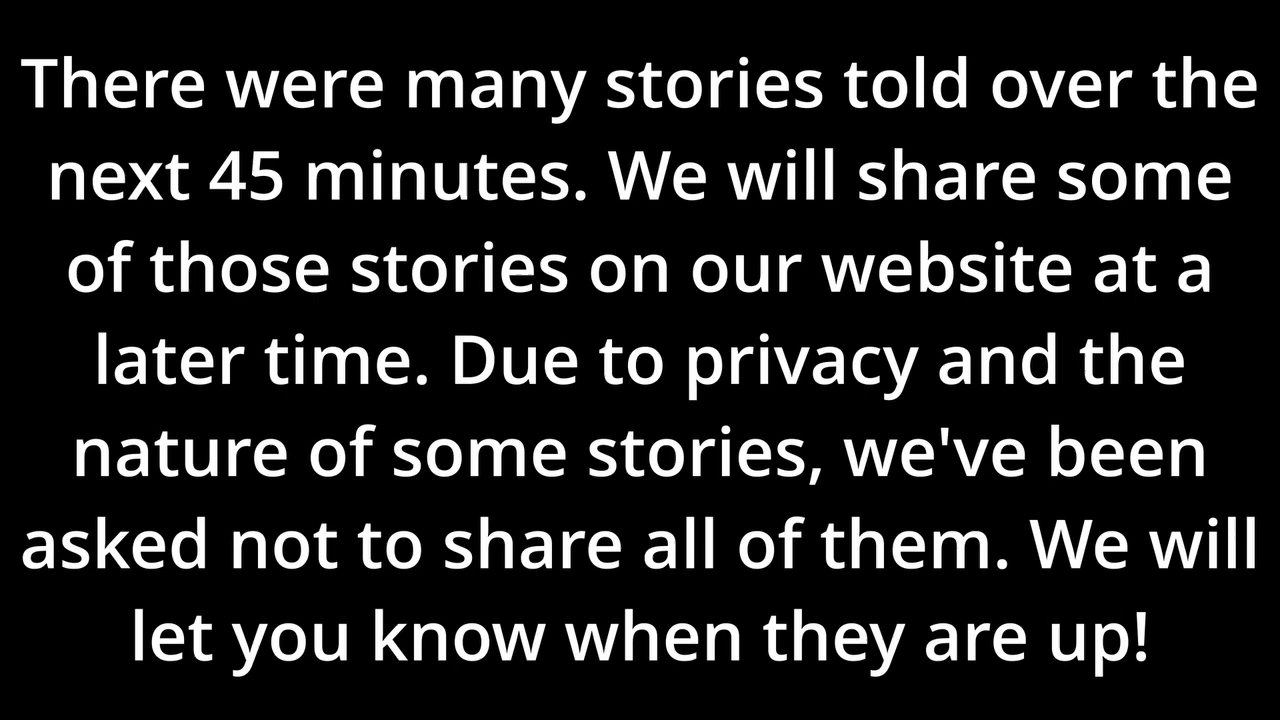 There were many stories told over the
next 45 minutes. We will share some
of those stories on our website at a
later time. Due to privacy and the
nature of some stories, we've been
asked not to share all of them. We will
let you know when they are up!